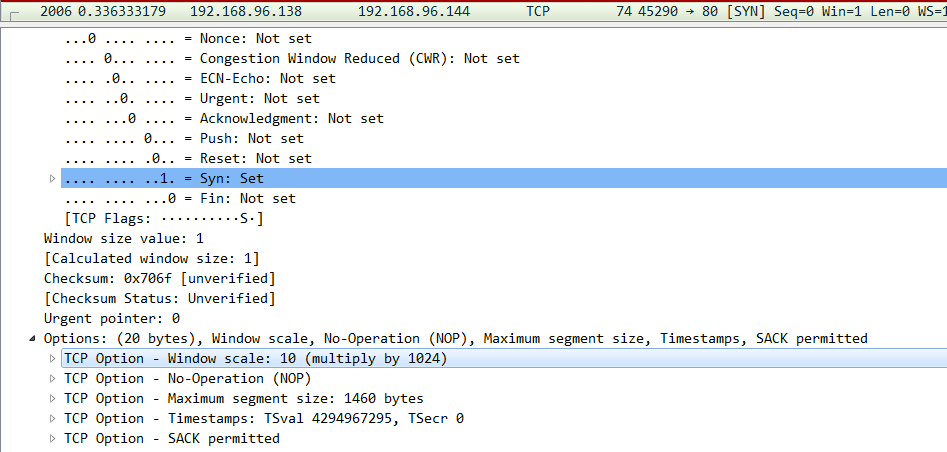 2006 0.336333179 192.168.96.138 192.168.96.144 TCP 74 45290 → 80 [SYN] Seq=0 Win=1 Len=0 WS=1
...0 .... .... = Nonce: Not set
.... 0... .... = Congestion Window Reduced (CWR): Not set
.... .0.. .... = ECN-Echo: Not set
.... ..0. .... = Urgent: Not set
.... ...0 .... = Acknowledgment: Not set
.... .... 0... = Push: Not set
.... .... .0.. = Reset: Not set
.... .... ..1. = Syn: Set
.... .... ...0 = Fin: Not set
[TCP Flags: ··········S·]
Window size value: 1
[Calculated window size: 1]
Checksum: 0x706f [unverified]
[Checksum Status: Unverified]
Urgent pointer: 0
Options: (20 bytes), Window scale, No-Operation (NOP), Maximum segment size, Timestamps, SACK permitted
TCP Option - Window scale: 10 (multiply by 1024)
TCP Option - No-Operation (NOP)
TCP Option - Maximum segment size: 1460 bytes
TCP Option - Timestamps: TSval 4294967295, TSecr 0
TCP Option - SACK permitted